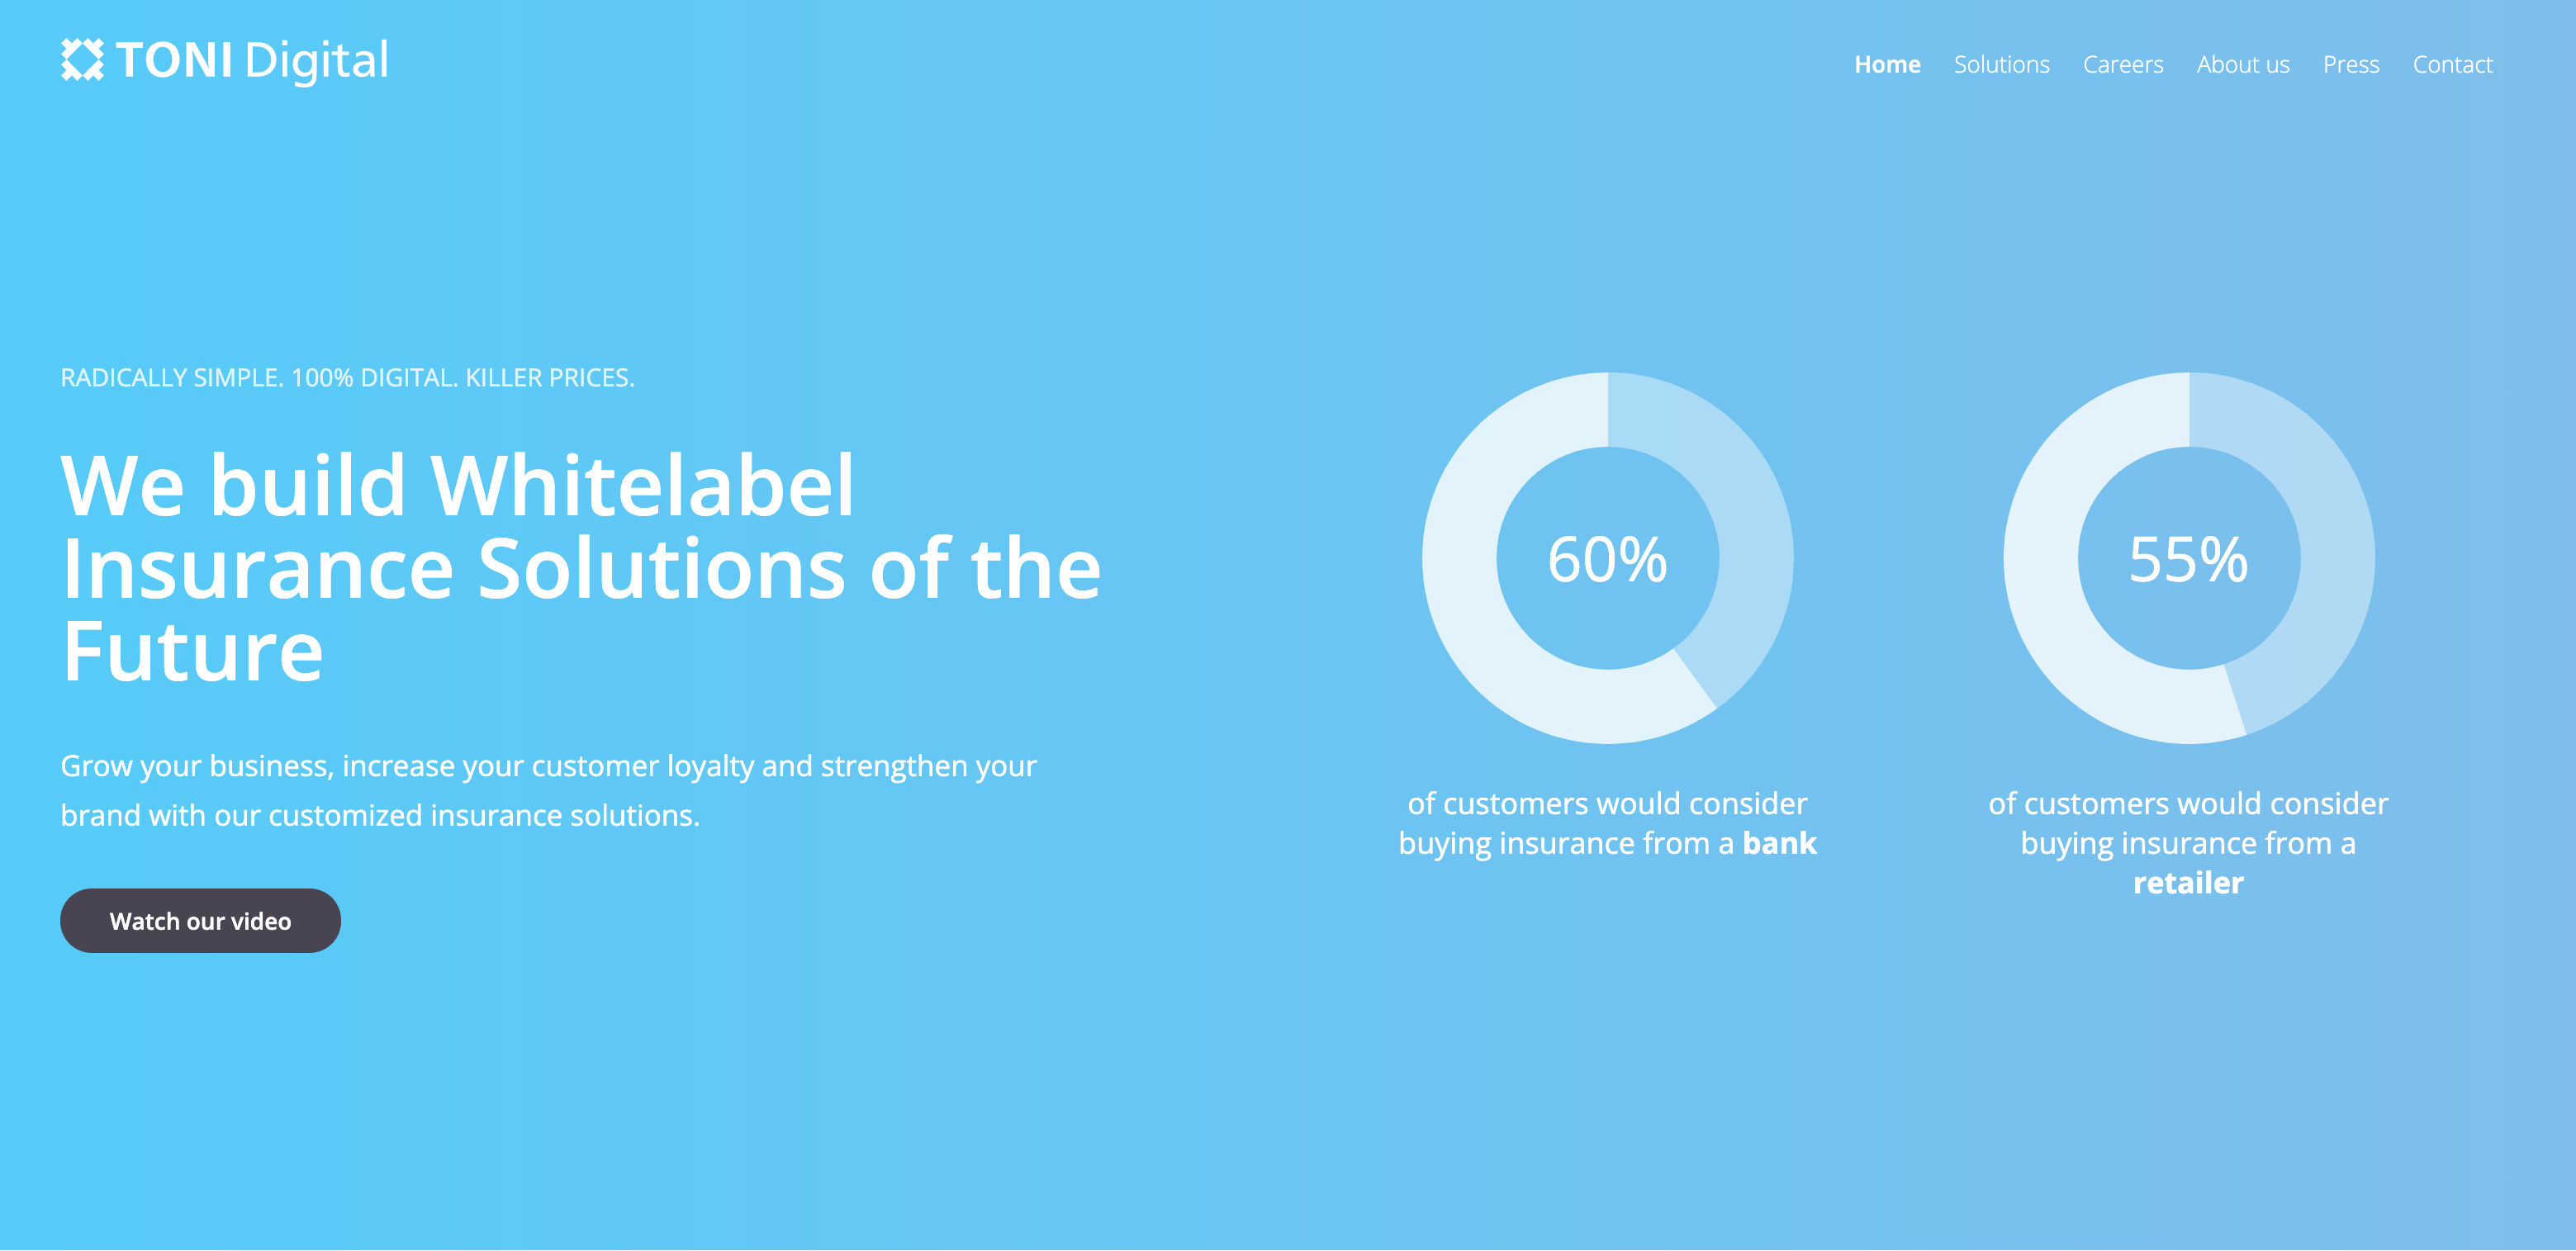 TONI Digital
Home Solutions Careers About us Press Contact
RADICALLY SIMPLE. 100% DIGITAL. KILLER PRICES.
We build Whitelabel
Insurance Solutions of the
Future
Grow your business, increase your customer loyalty and strengthen your
brand with our customized insurance solutions.
Watch our video
60%
of customers would consider
buying insurance from a bank
55%
of customers would consider
buying insurance from a
retailer